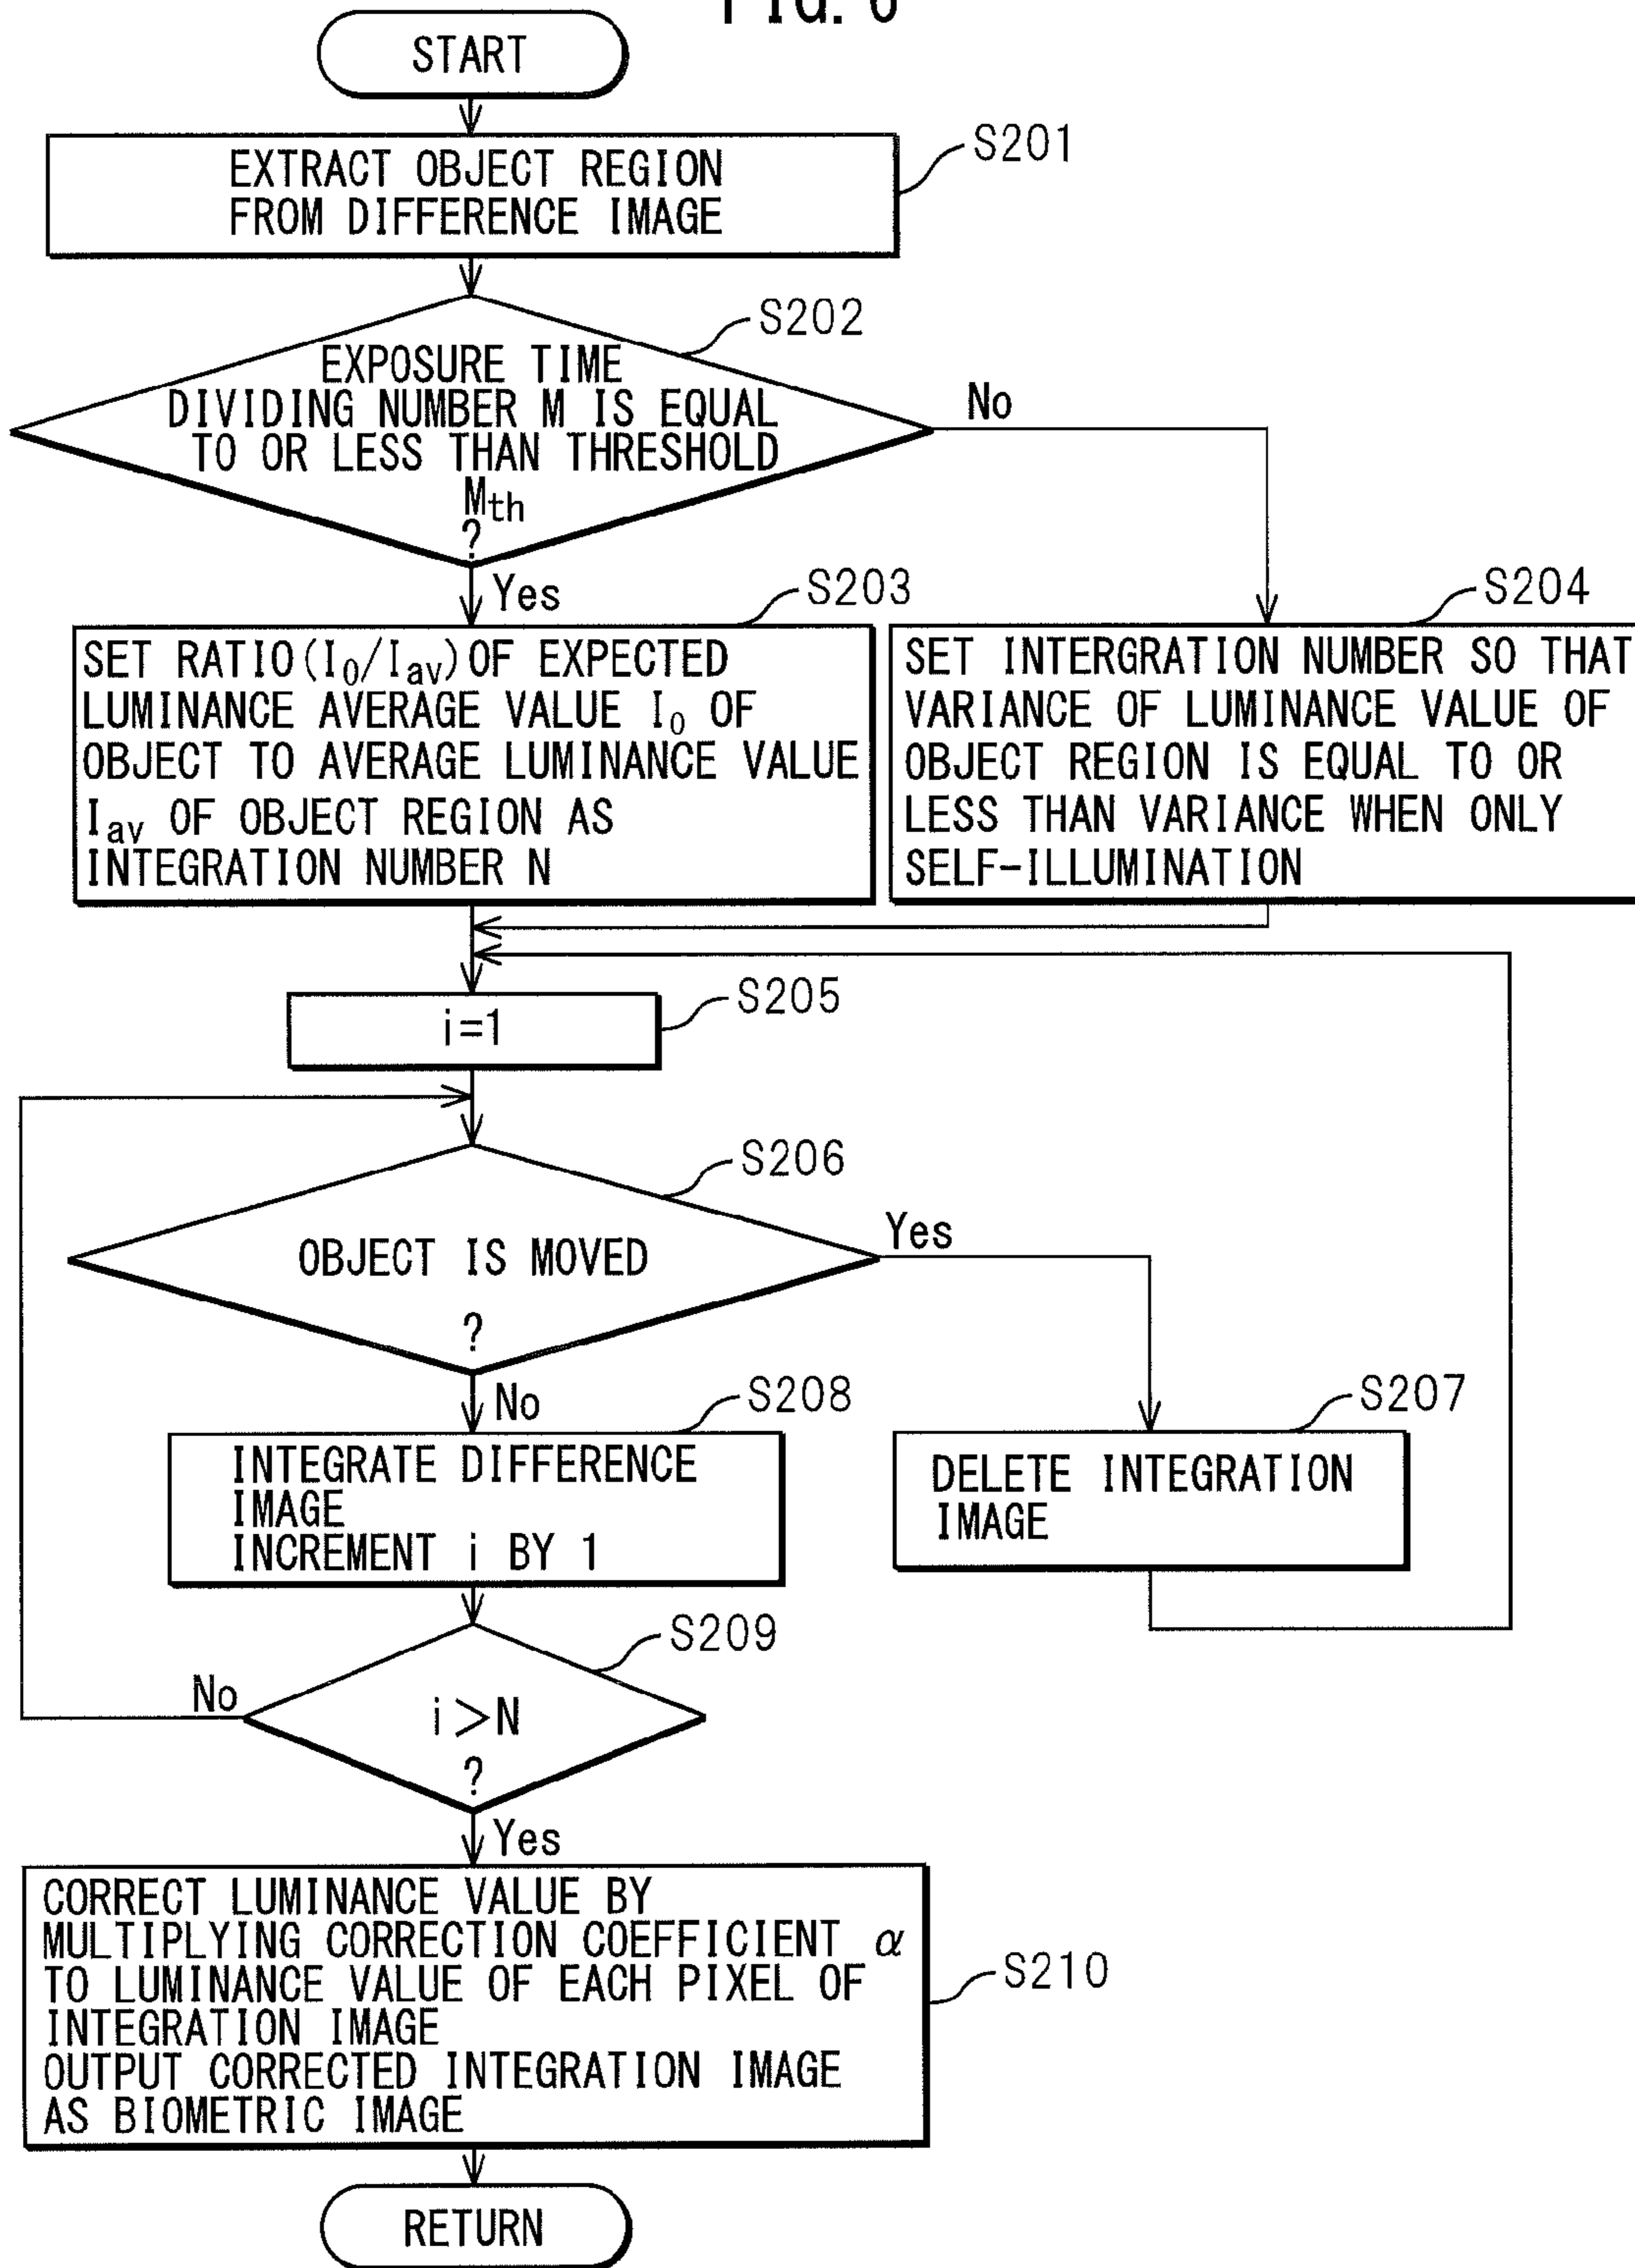 FIG. 6
START
EXTRACT OBJECT REGION
FROM DIFFERENCE IMAGE
S201
S202
EXPOSURE TIME
DIVIDING NUMBER M IS EQUAL
TO OR LESS THAN THRESHOLD
Mth
?
No
Yes
S203
SET RATIO(I0/Iav)OF EXPECTED
LUMINANCE AVERAGE VALUE I0 OF
OBJECT TO AVERAGE LUMINANCE VALUE
Iav OF OBJECT REGION AS
INTEGRATION NUMBER N
S204
SET INTERGRATION NUMBER SO THAT
VARIANCE OF LUMINANCE VALUE OF
OBJECT REGION IS EQUAL TO OR
LESS THAN VARIANCE WHEN ONLY
SELF-ILLUMINATION
S205
i=1
S206
OBJECT IS MOVED
?
Yes
No
S208
INTEGRATE DIFFERENCE
IMAGE
INCREMENT i BY 1
S207
DELETE INTEGRATION
IMAGE
S209
No
i>N
?
Yes
CORRECT LUMINANCE VALUE BY
MULTIPLYING CORRECTION COEFFICIENT α
TO LUMINANCE VALUE OF EACH PIXEL OF
INTEGRATION IMAGE
OUTPUT CORRECTED INTEGRATION IMAGE
AS BIOMETRIC IMAGE
S210
RETURN